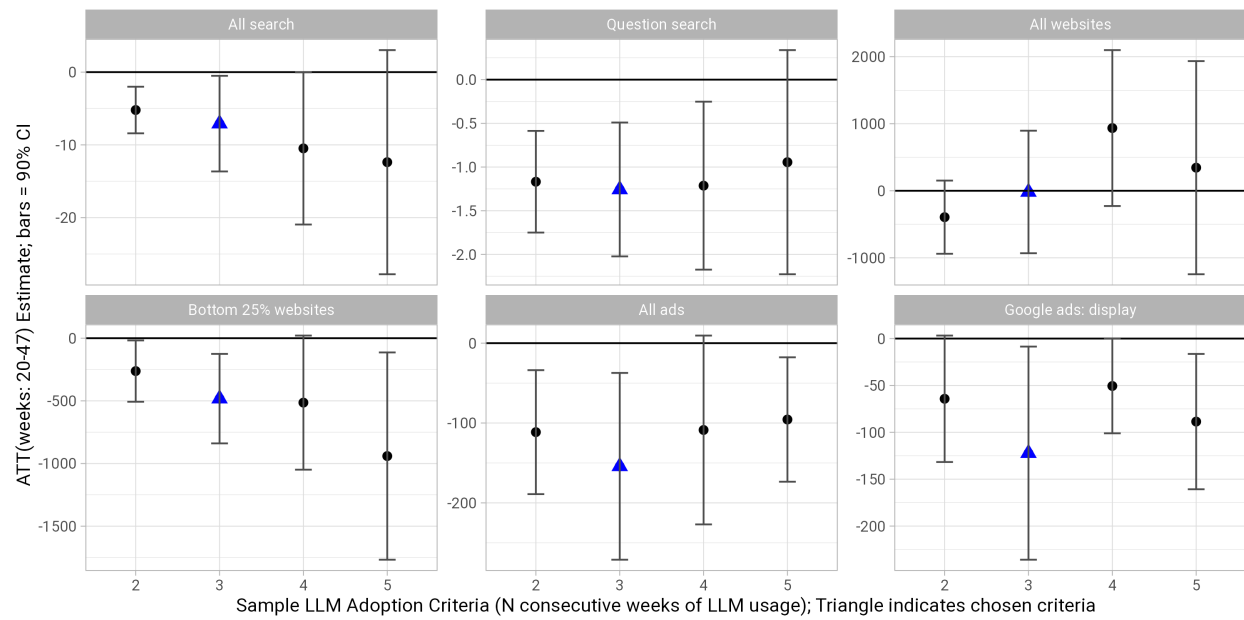 All search
Question search
All websites
0
-10
-20
0.0
-0.5
-1.0
-1.5
-2.0
2000
1000
0
-1000
ATT(weeks: 20-47) Estimate; bars = 90% CI
Bottom 25% websites
All ads
Google ads: display
0
-500
-1000
-1500
0
-100
-200
0
-50
-100
-150
-200
2 3 4 5
2 3 4 5
2 3 4 5
Sample LLM Adoption Criteria (N consecutive weeks of LLM usage); Triangle indicates chosen criteria